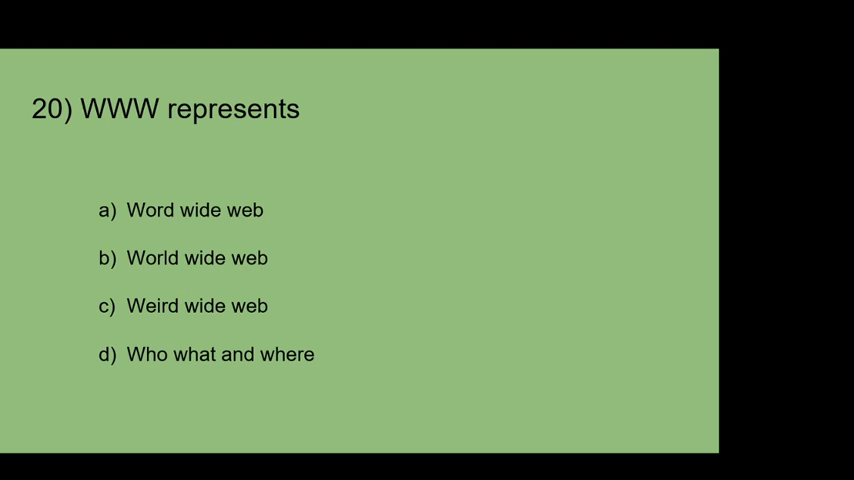 20) WWW represents
a) Word wide web
b) World wide web
c) Weird wide web
d) Who what and where